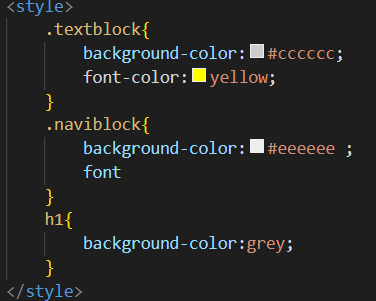 <style>
.textblock{
background-color:#cccccc;
font-color:yellow;
}
.naviblock{
background-color:#eeeeee ;
font
}
h1{
background-color:grey;
}
</style>